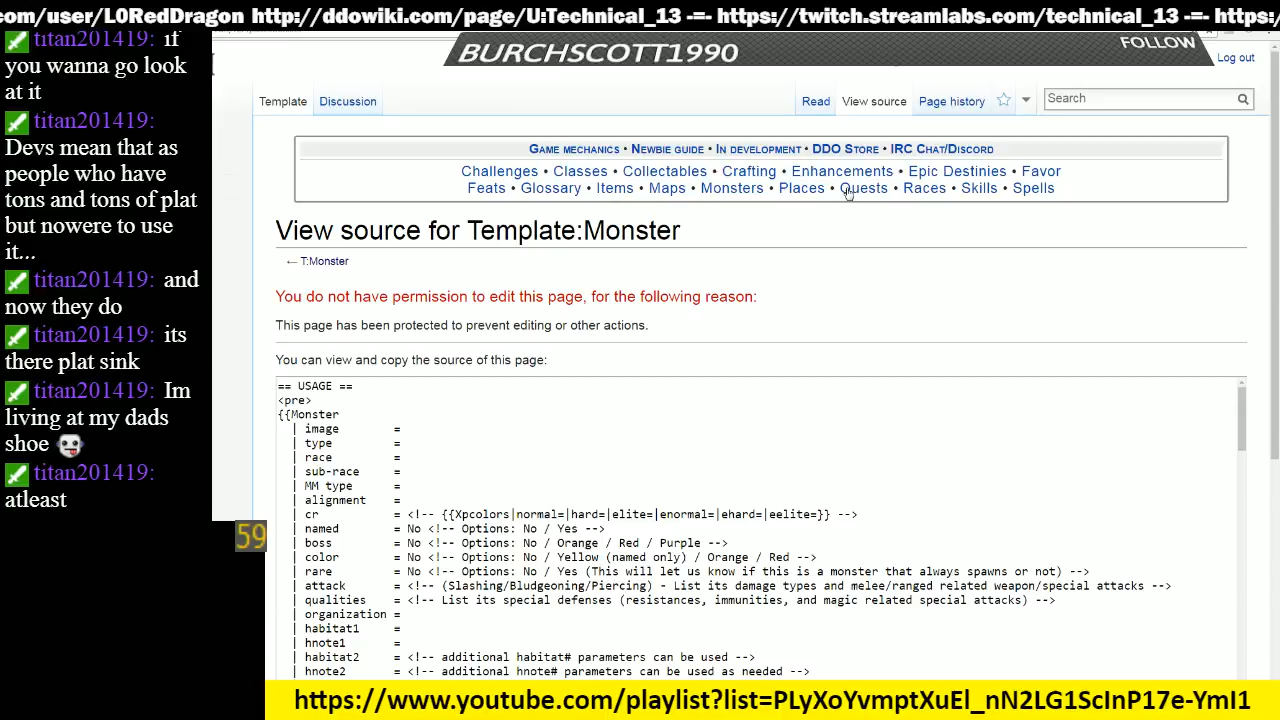 com/user/L0RedDragon http://ddowiki.com/page/U:Technical_13 -=- https://twitch.streamlabs.com/technical_13 -=- https:/
titan201419: if
you wanna go look
at it
titan201419:
Devs mean that as
people who have
tons and tons of plat
but nowere to use
it...
titan201419: and
now they do
titan201419: its
there plat sink
titan201419: Im
living at my dads
shoe
titan201419:
atleast
59
BURCHSCOTT1990
FOLLOW
Log out
Template Discussion Read View source Page history Search
GAME MECHANICS • NEWBIE GUIDE • IN DEVELOPMENT • DDO STORE • IRC CHAT/DISCORD
Challenges • Classes • Collectables • Crafting • Enhancements • Epic Destinies • Favor
Feats • Glossary • Items • Maps • Monsters • Places • Quests • Races • Skills • Spells
View source for Template:Monster
← T:Monster
You do not have permission to edit this page, for the following reason:
This page has been protected to prevent editing or other actions.
You can view and copy the source of this page:
== USAGE ==
<pre>
{{Monster
| image =
| type =
| race =
| sub-race =
| MM type =
| alignment =
| cr = <!-- {{Xpcolors|normal=|hard=|elite=|enormal=|ehard=|eelite=}} -->
| named = No <!-- Options: No / Yes -->
| boss = No <!-- Options: No / Orange / Red / Purple -->
| color = No <!-- Options: No / Yellow (named only) / Orange / Red -->
| rare = No <!-- Options: No / Yes (This will let us know if this is a monster that always spawns or not) -->
| attack = <!-- (Slashing/Bludgeoning/Piercing) - List its damage types and melee/ranged related weapon/special attacks -->
| qualities = <!-- List its special defenses (resistances, immunities, and magic related special attacks) -->
| organization =
| habitat1 =
| hnote1 =
| habitat2 = <!-- additional habitat# parameters can be used -->
| hnote2 = <!-- additional hnote# parameters can be used as needed -->
https://www.youtube.com/playlist?list=PLyXoYvmptXuEl_nN2LG1ScInP17e-YmI1